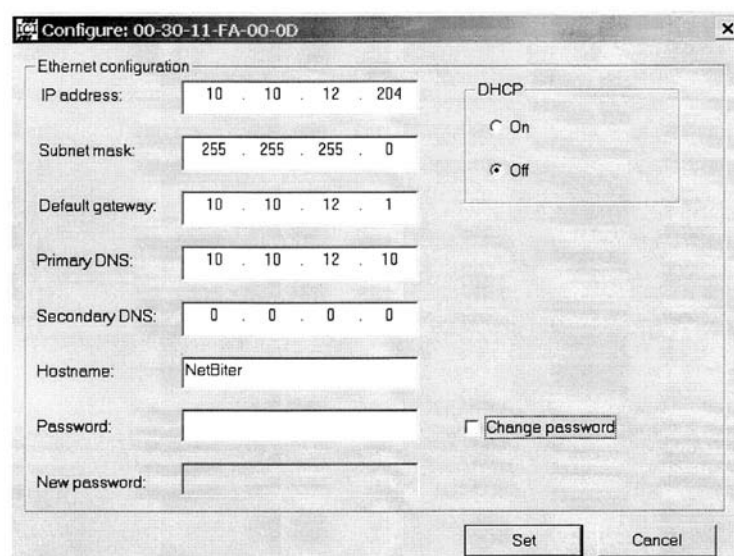 Configure: 00-30-11-FA-00-0D
Ethernet configuration
IP address: 10 . 10 . 12 . 204
DHCP
On
Off
Subnet mask: 255 . 255 . 255 . 0
Default gateway: 10 . 10 . 12 . 1
Primary DNS: 10 . 10 . 12 . 10
Secondary DNS: 0 . 0 . 0 . 0
Hostname: NetBiter
Password:
Change password
New password:
Set Cancel